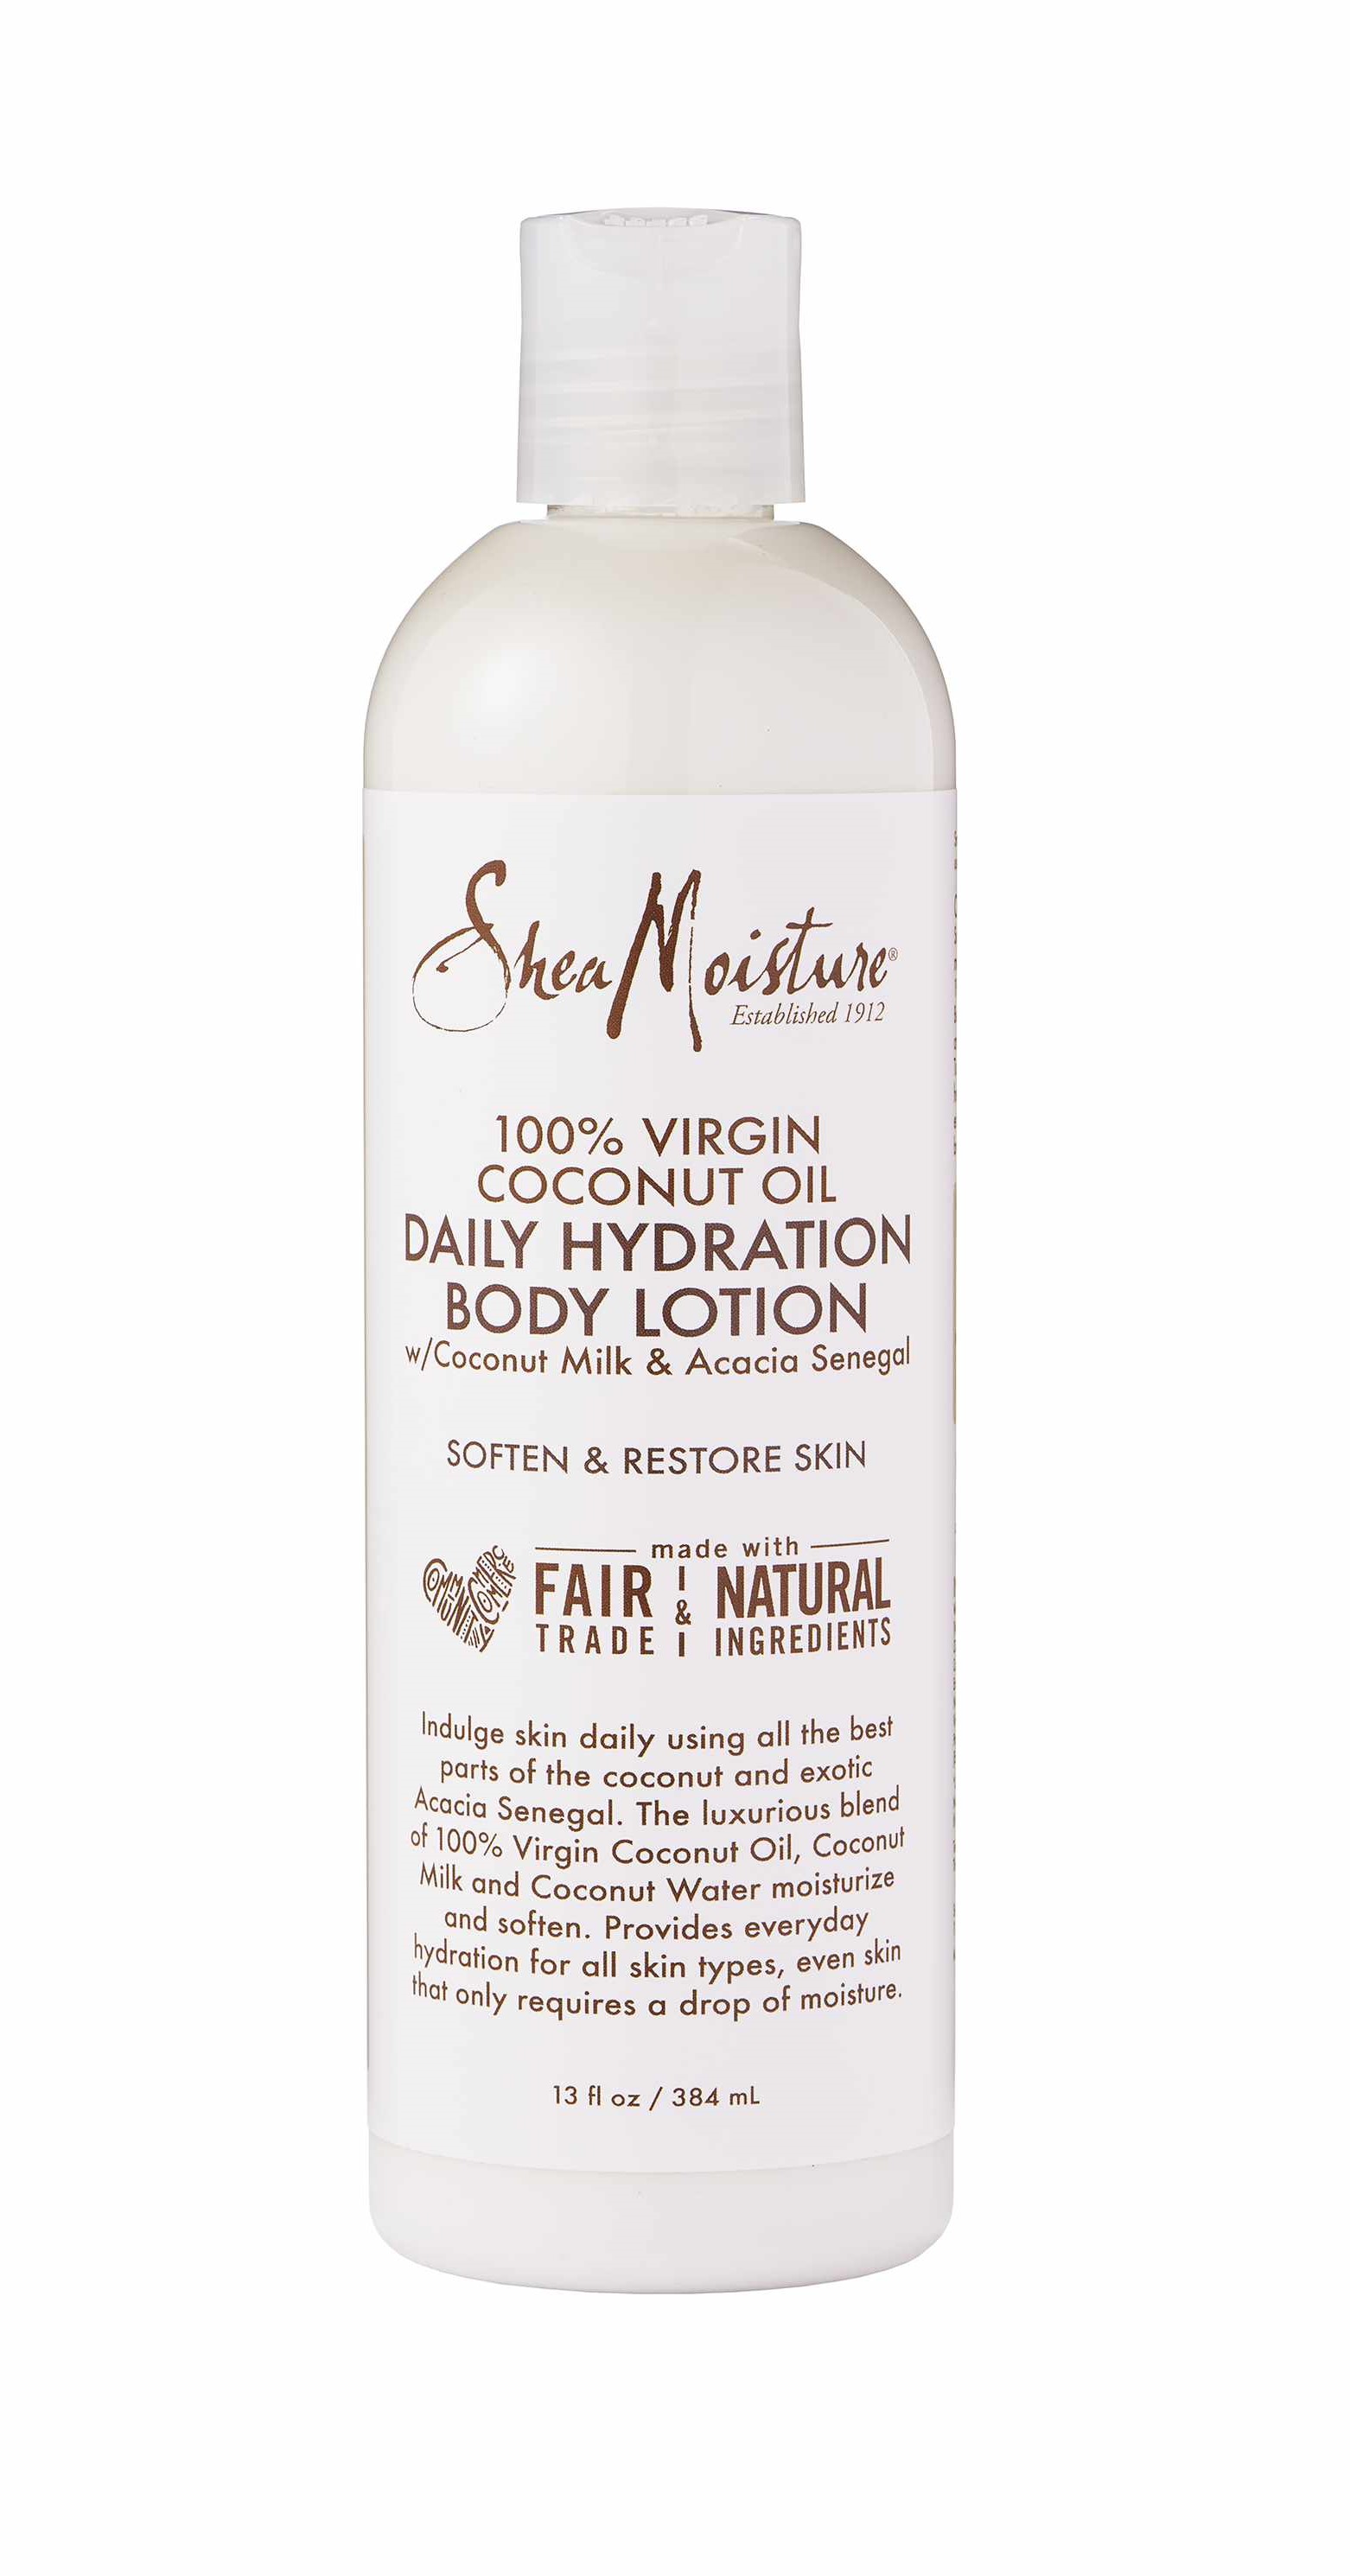 SheaMoisture®
Established 1912
100% VIRGIN
COCONUT OIL
DAILY HYDRATION
BODY LOTION
w/Coconut Milk & Acacia Senegal
SOFTEN & RESTORE SKIN
COMMUNITY COMMERCE
made with
FAIR & NATURAL
TRADE INGREDIENTS
Indulge skin daily using all the best
parts of the coconut and exotic
Acacia Senegal. The luxurious blend
of 100% Virgin Coconut Oil, Coconut
Milk and Coconut Water moisturize
and soften. Provides everyday
hydration for all skin types, even skin
that only requires a drop of moisture.
13 fl oz / 384 mL